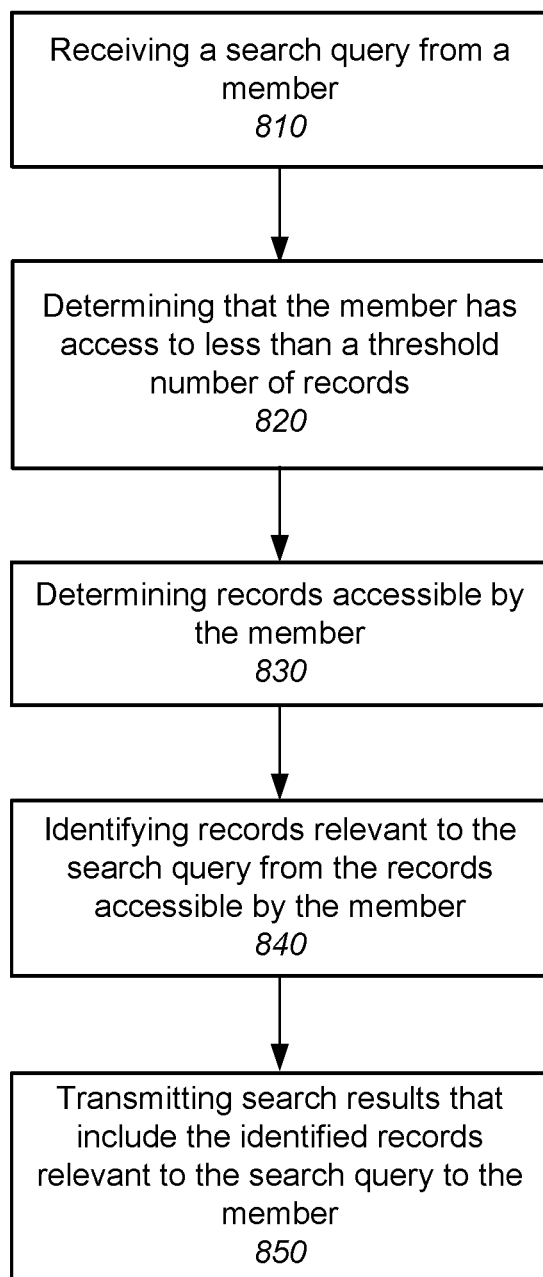 Receiving a search query from a
member
810
Determining that the member has
access to less than a threshold
number of records
820
Determining records accessible by
the member
830
Identifying records relevant to the
search query from the records
accessible by the member
840
Transmitting search results that
include the identified records
relevant to the search query to the
member
850